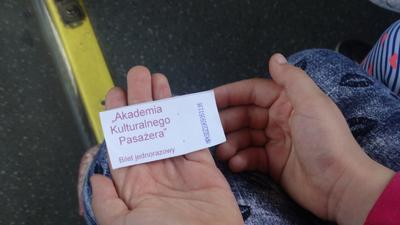 „Akademia
Kulturalnego
Pasażera”
Bilet jednorazowy